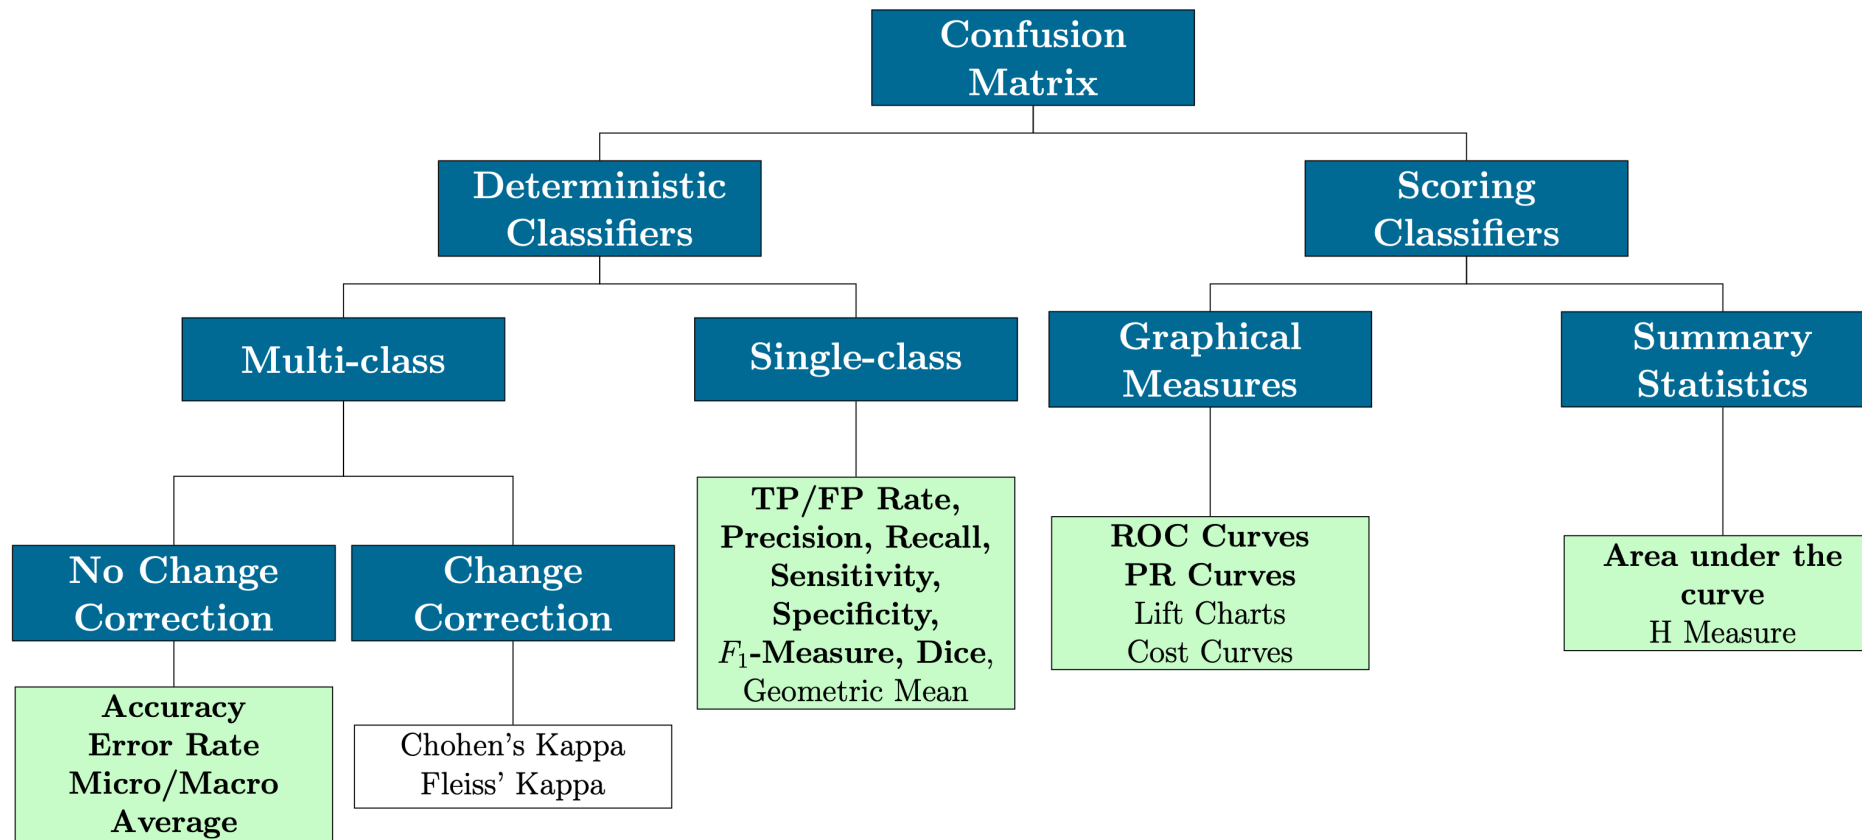 Confusion
Matrix
Deterministic
Classifiers
Scoring
Classifiers
Multi-class
Single-class
Graphical
Measures
Summary
Statistics
No Change
Correction
Change
Correction
TP/FP Rate,
Precision, Recall,
Sensitivity,
Specificity,
F₁-Measure, Dice,
Geometric Mean
ROC Curves
PR Curves
Lift Charts
Cost Curves
Area under the
curve
H Measure
Accuracy
Error Rate
Micro/Macro
Average
Chohen's Kappa
Fleiss' Kappa